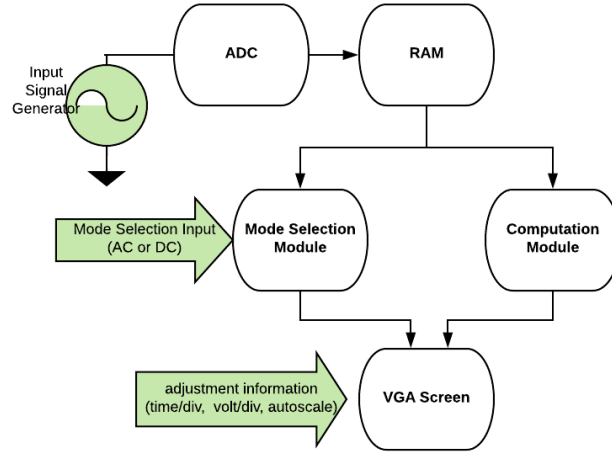 ADC
RAM
Input
Signal
Generator
Mode Selection Input
(AC or DC)
Mode Selection
Module
Computation
Module
adjustment information
(time/div, volt/div, autoscale)
VGA Screen